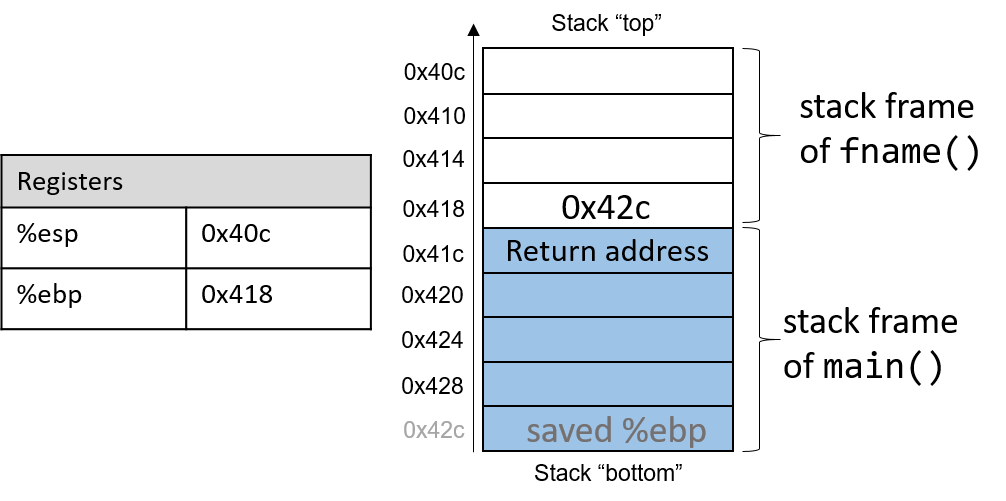 Stack “top”
0x40c
0x410
0x414
0x418
0x42c
0x41c
Return address
0x420
0x424
0x428
0x42c
saved %ebp
Stack “bottom”
stack frame
of fname()
stack frame
of main()
Registers
%esp 0x40c
%ebp 0x418